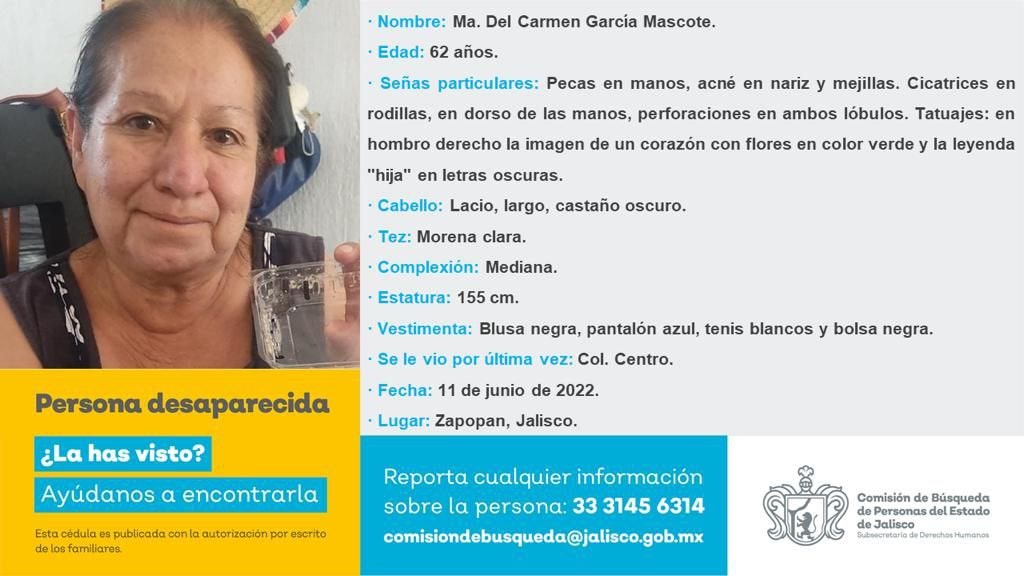 · Nombre: Ma. Del Carmen García Mascote.
· Edad: 62 años.
· Señas particulares: Pecas en manos, acné en nariz y mejillas. Cicatrices en
rodillas, en dorso de las manos, perforaciones en ambos lóbulos. Tatuajes: en
hombro derecho la imagen de un corazón con flores en color verde y la leyenda
"hija" en letras oscuras.
· Cabello: Lacio, largo, castaño oscuro.
· Tez: Morena clara.
· Complexión: Mediana.
· Estatura: 155 cm.
· Vestimenta: Blusa negra, pantalón azul, tenis blancos y bolsa negra.
· Se le vio por última vez: Col. Centro.
· Fecha: 11 de junio de 2022.
· Lugar: Zapopan, Jalisco.
Persona desaparecida
¿La has visto?
Ayúdanos a encontrarla
Esta cédula es publicada con la autorización por escrito
de los familiares.
Reporta cualquier información
sobre la persona: 33 3145 6314
comisiondebusqueda@jalisco.gob.mx
Comisión de Búsqueda
de Personas del Estado
de Jalisco
Subsecretaría de Derechos Humanos